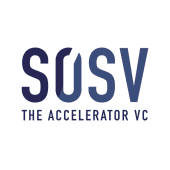 SOSV
THE ACCELERATOR VC